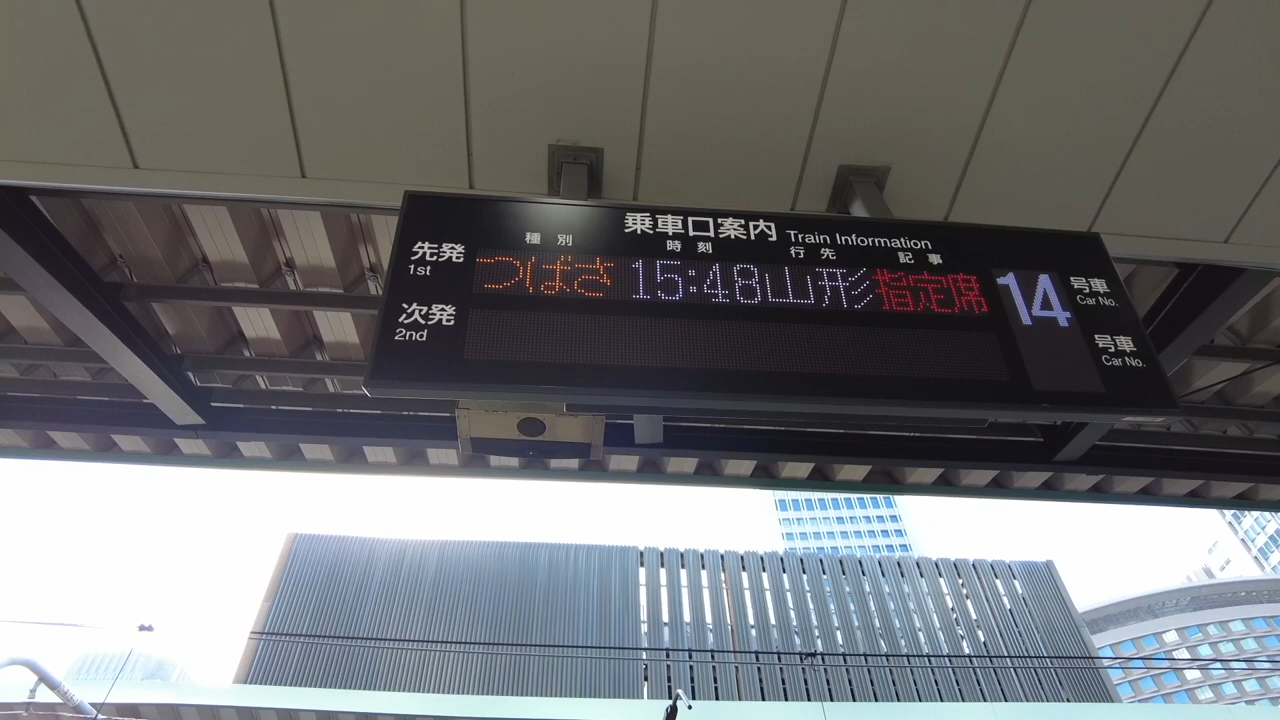 乗車口案内 Train Information
種別 時刻 行先 記事
先発 つばさ 15:48 山形 指定席 14 号車
1st Car No.
次発 号車
2nd Car No.